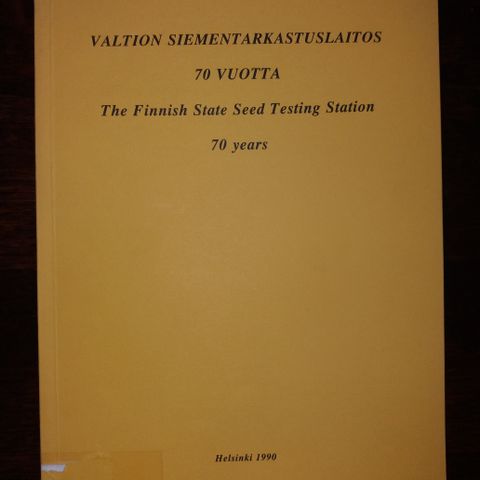 VALTION SIEMENTARKASTUSLAITOS
70 VUOTTA
The Finnish State Seed Testing Station
70 years
Helsinki 1990